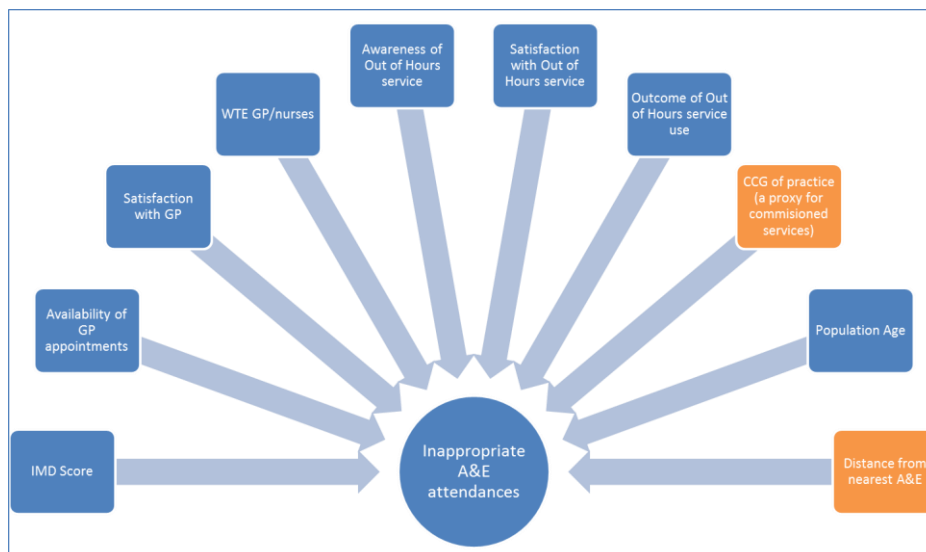 Awareness of
Out of Hours
service
Satisfaction
with Out of
Hours service
WTE GP/nurses
Outcome of Out
of Hours service
use
Satisfaction
with GP
CCG of practice
(a proxy for
commisioned
services)
Availability of
GP
appointments
Population Age
IMD Score
Inappropriate
A&E
attendances
Distance from
nearest A&E